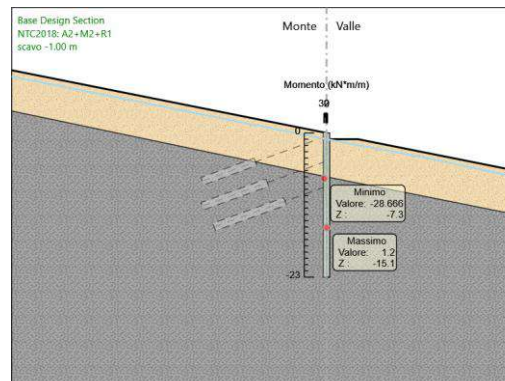 Base Design Section
NTC2018: A2+M2+R1
scavo -1.00 m
Monte
Valle
Momento (kN*m/m)
30
0
Minimo
Valore: -28.666
Z : -7.3
Massimo
Valore: 1.2
Z : -15.1
-23